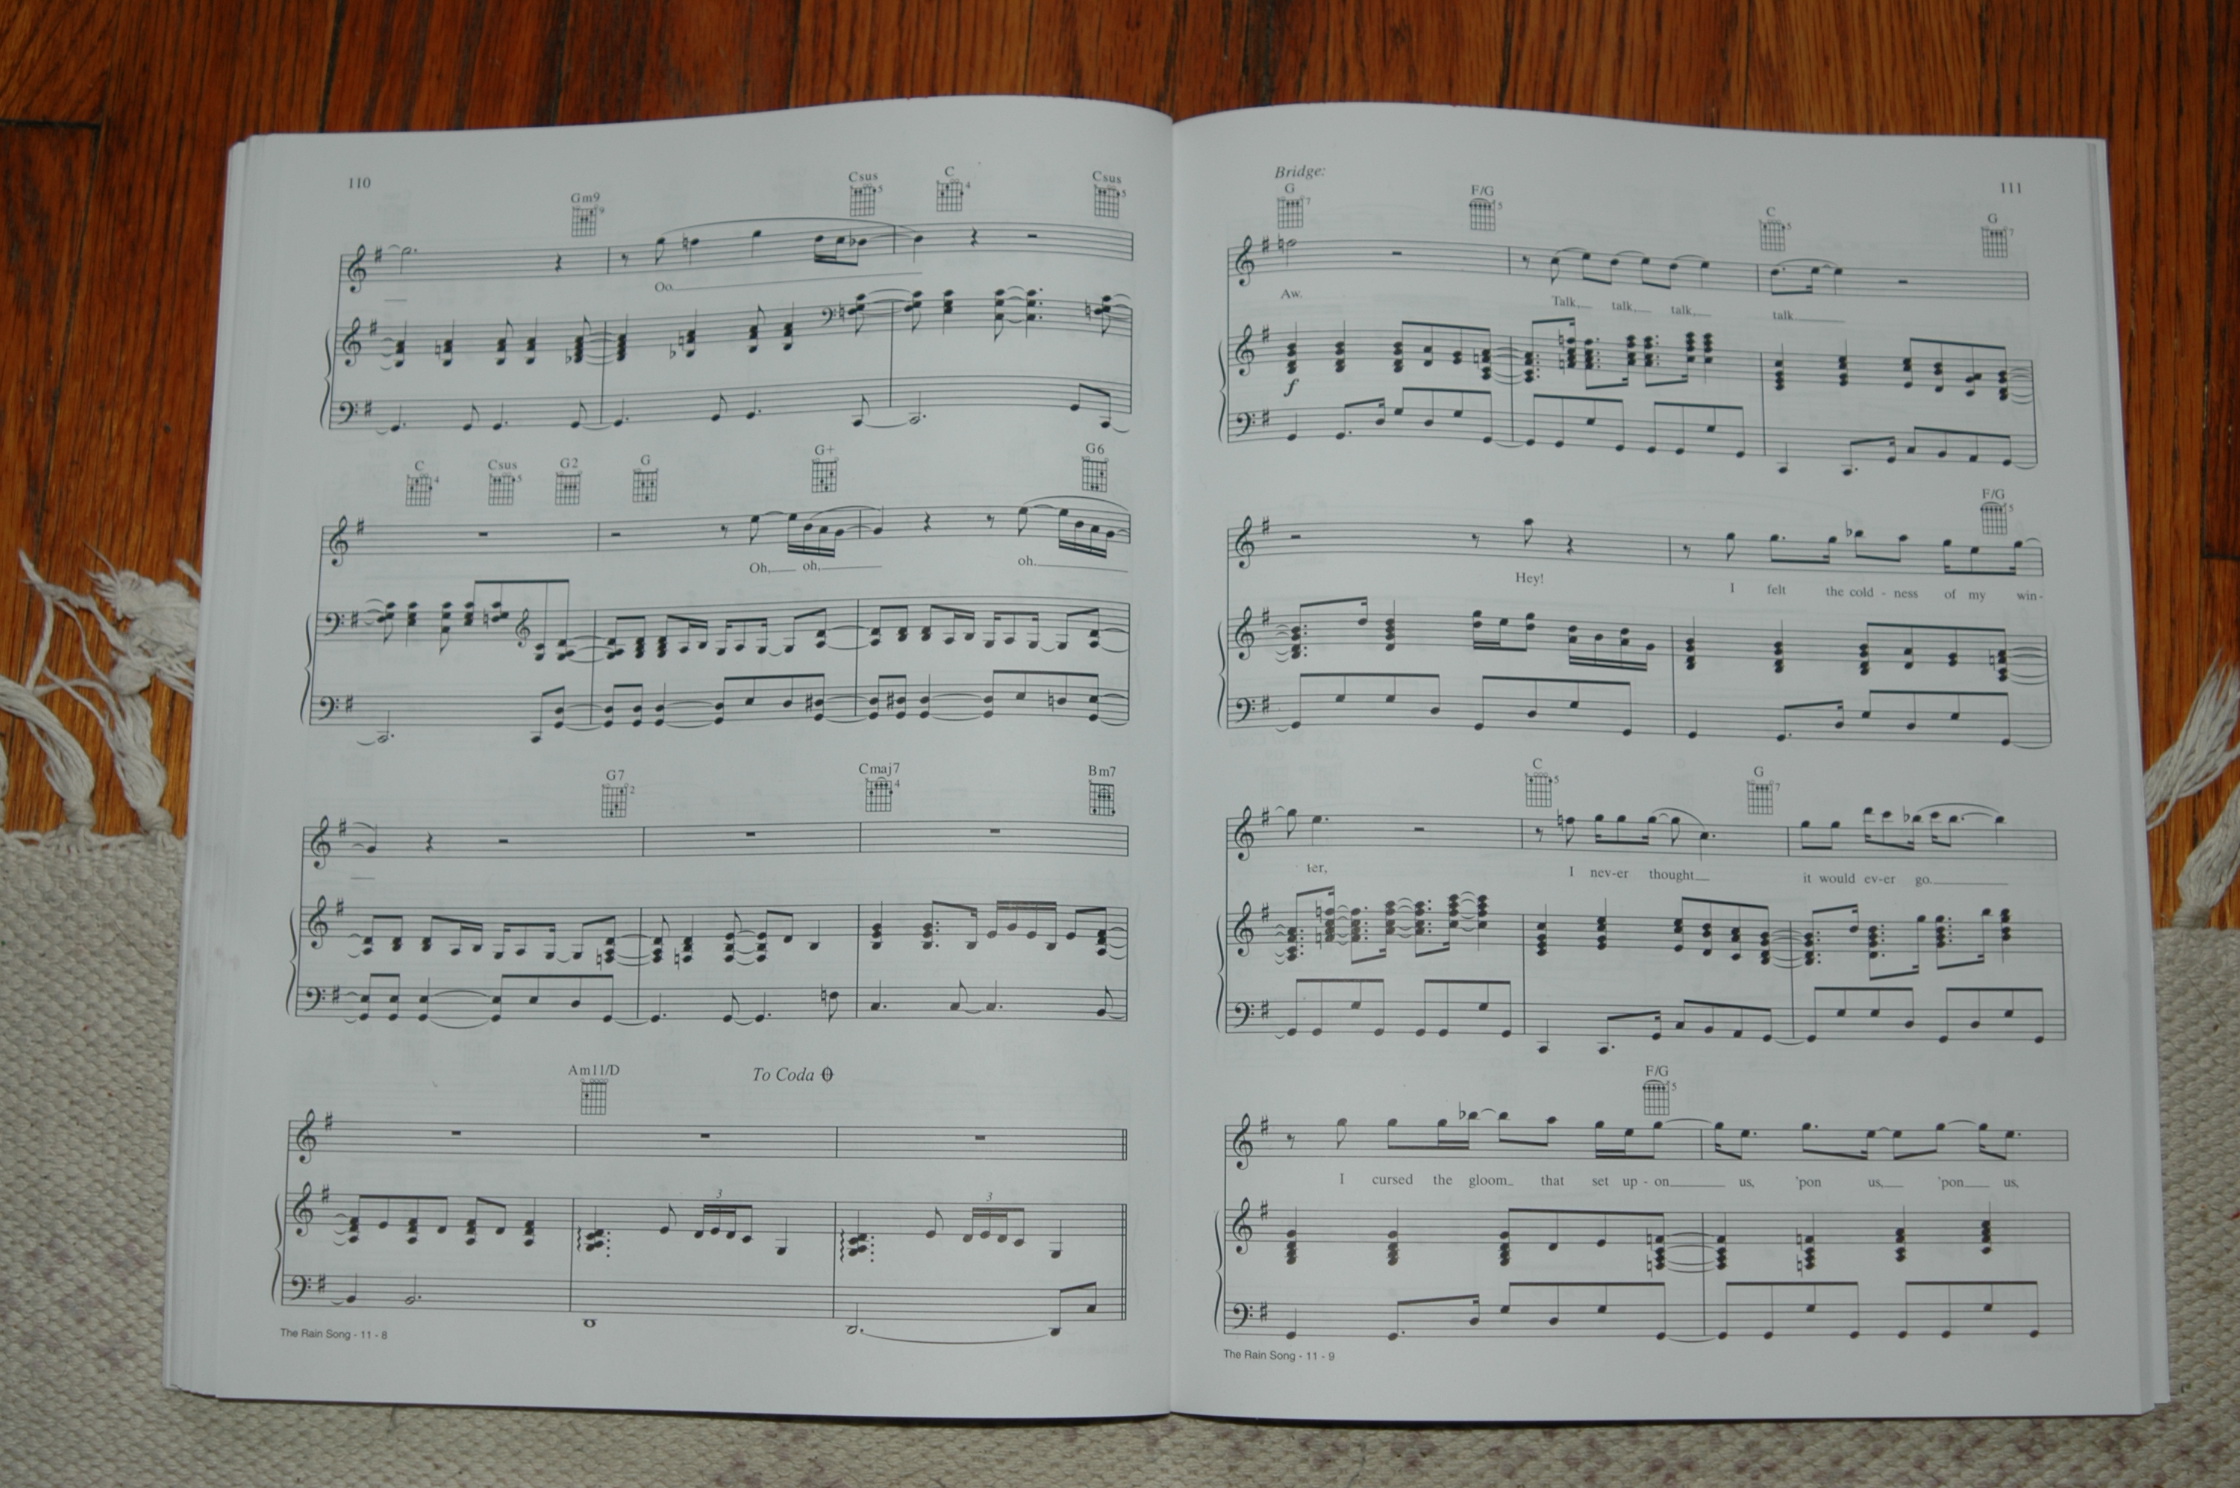 110
Gm9 Csus C Csus
9 5 4 5
Oo.
C Csus G2 G G+ G6
4 5
Oh, oh, oh.
G7 Cmaj7 Bm7
2 4
Am11/D To Coda
3 3
The Rain Song - 11 - 8
Bridge:
111
G F/G C G
7 5 5 7
Aw. Talk, talk, talk, talk
f
F/G
5
Hey! I felt the cold - ness of my win-
C G
5 7
ter, I nev-er thought it would ev-er go.
F/G
5
I cursed the gloom that set up - on us, 'pon us, 'pon us,
The Rain Song - 11 - 9